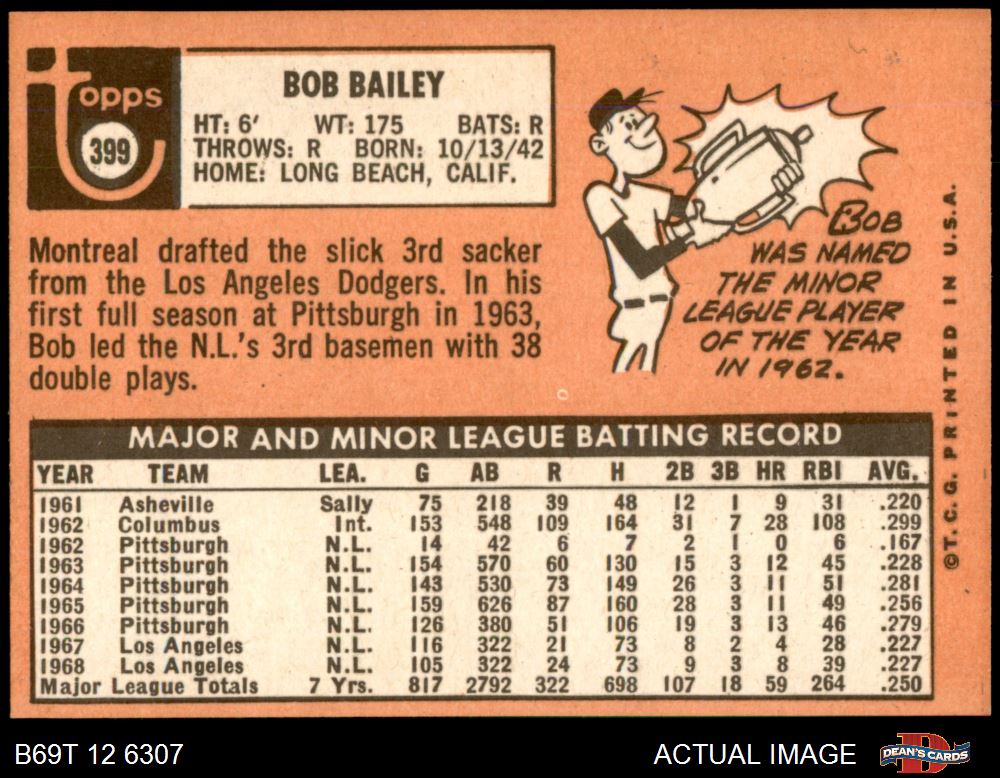 Topps
399
BOB BAILEY
HT: 6' WT: 175 BATS: R
THROWS: R BORN: 10/13/42
HOME: LONG BEACH, CALIF.
Montreal drafted the slick 3rd sacker
from the Los Angeles Dodgers. In his
first full season at Pittsburgh in 1963,
Bob led the N.L.'s 3rd basemen with 38
double plays.
BOB
WAS NAMED
THE MINOR
LEAGUE PLAYER
OF THE YEAR
IN 1962.
MAJOR AND MINOR LEAGUE BATTING RECORD
YEAR TEAM LEA. G AB R H 2B 3B HR RBI AVG.
1961 Asheville Sally 75 218 39 48 12 1 9 31 .220
1962 Columbus Int. 153 548 109 164 31 7 28 108 .299
1962 Pittsburgh N.L. 14 42 6 7 2 1 0 6 .167
1963 Pittsburgh N.L. 154 570 60 130 15 3 12 45 .228
1964 Pittsburgh N.L. 143 530 73 149 26 3 11 51 .281
1965 Pittsburgh N.L. 159 626 87 160 28 3 11 49 .256
1966 Pittsburgh N.L. 126 380 51 106 19 3 13 46 .279
1967 Los Angeles N.L. 116 322 21 73 8 2 4 28 .227
1968 Los Angeles N.L. 105 322 24 73 9 3 8 39 .227
Major League Totals 7 Yrs. 817 2792 322 698 107 18 59 264 .250
©T.C.G. PRINTED IN U.S.A.
B69T 12 6307
ACTUAL IMAGE
DEAN'S CARDS